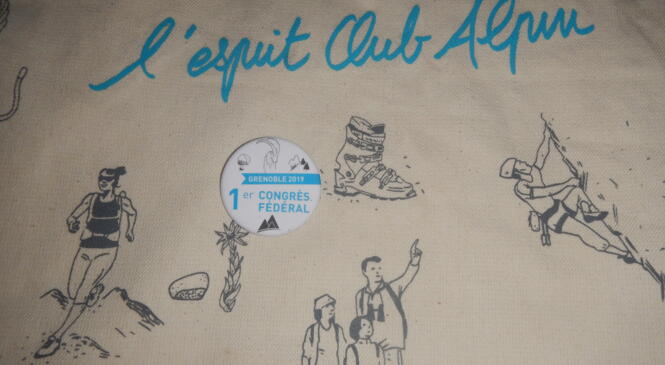 l'esprit Club Alpin
GRENOBLE 2019
1er CONGRÈS
FÉDÉRAL